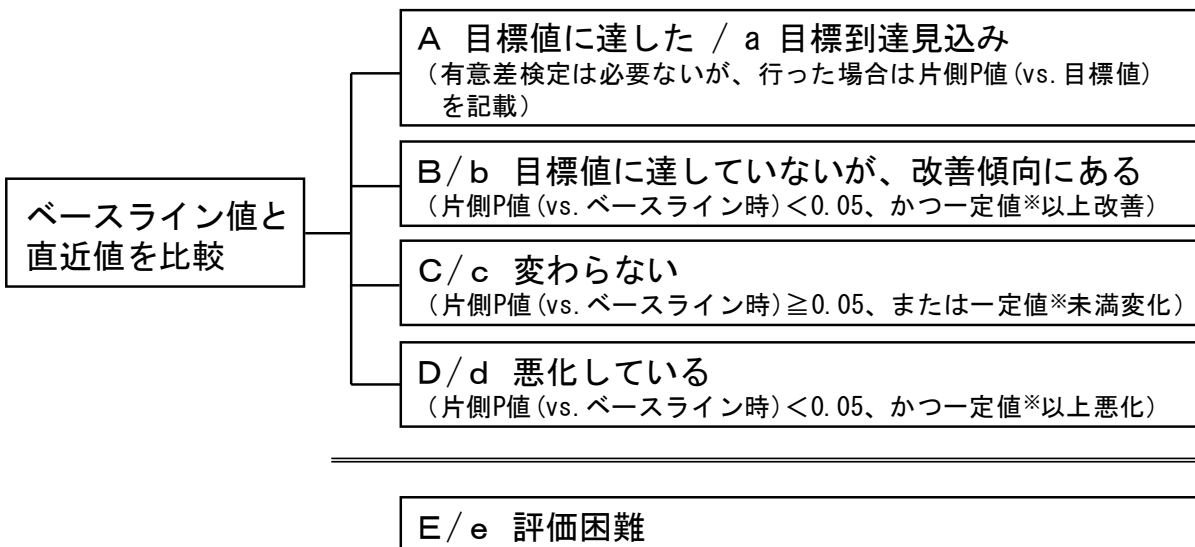 A 目標値に達した / a 目標到達見込み
（有意差検定は必要ないが、行った場合は片側P値(vs.目標値)
を記載）
B/b 目標値に達していないが、改善傾向にある
（片側P値(vs.ベースライン時)<0.05、かつ一定値※以上改善）
ベースライン値と
直近値を比較
C/c 変わらない
（片側P値(vs.ベースライン時)≧0.05、または一定値※未満変化）
D/d 悪化している
（片側P値(vs.ベースライン時)<0.05、かつ一定値※以上悪化）
E/e 評価困難